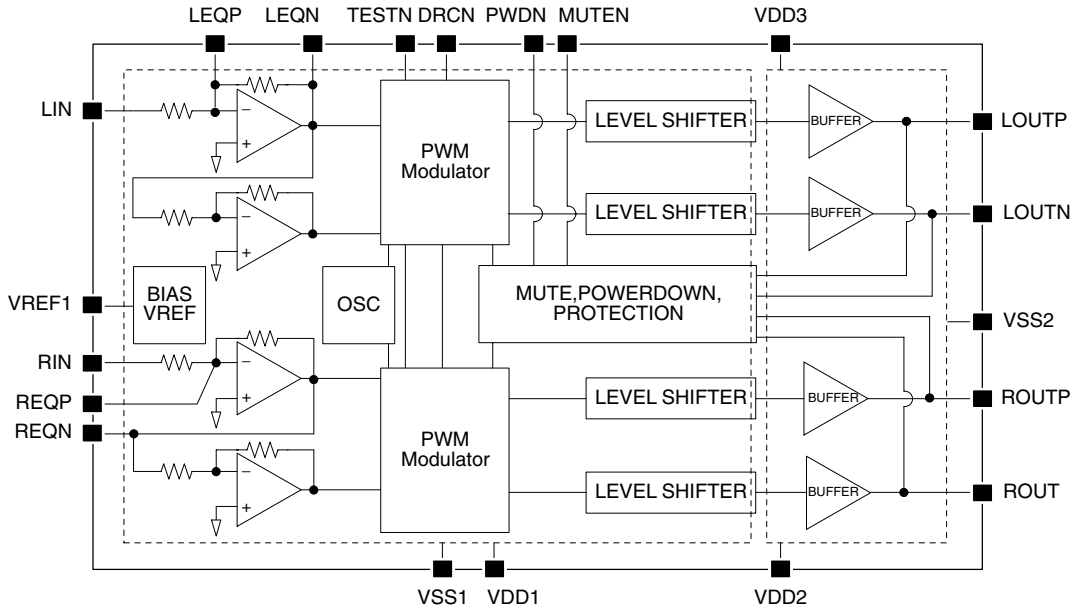 LEQP LEQN TESTN DRCN PWDN MUTEN VDD3
LIN
PWM
Modulator
LEVEL SHIFTER
BUFFER
LOUTP
LEVEL SHIFTER
BUFFER
LOUTN
VREF1
BIAS
VREF
OSC
MUTE,POWERDOWN,
PROTECTION
VSS2
RIN
REQP
REQN
PWM
Modulator
LEVEL SHIFTER
BUFFER
ROUTP
LEVEL SHIFTER
BUFFER
ROUT
VSS1 VDD1 VDD2